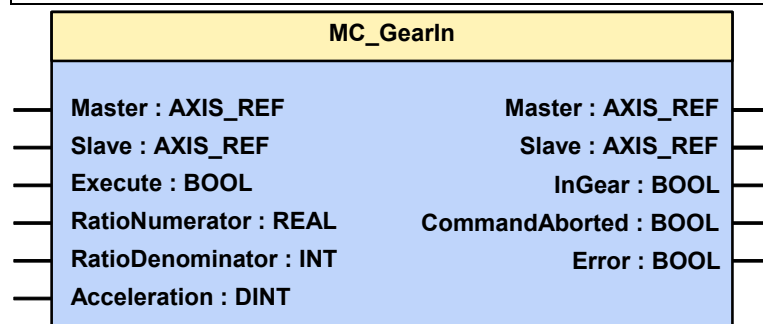 MC_GearIn
Master : AXIS_REF Master : AXIS_REF
Slave : AXIS_REF Slave : AXIS_REF
Execute : BOOL InGear : BOOL
RatioNumerator : REAL CommandAborted : BOOL
RatioDenominator : INT Error : BOOL
Acceleration : DINT